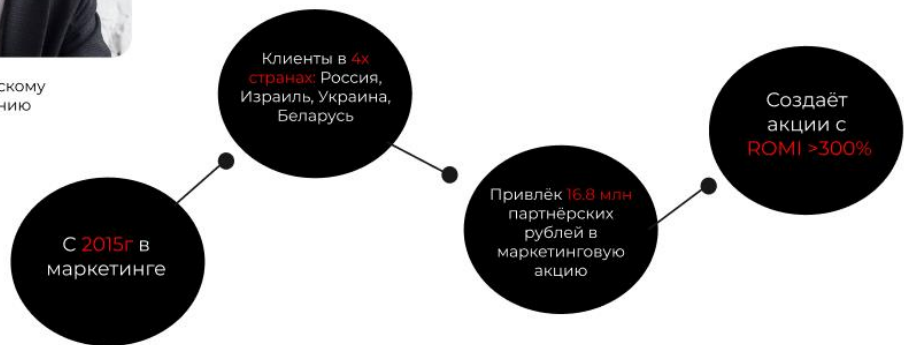 скому
нию
Клиенты в 4х
странах: Россия,
Израиль, Украина,
Беларусь
Создаёт
акции с
ROMI >300%
Привлёк 16.8 млн
партнёрских
рублей в
маркетинговую
акцию
С 2015г в
маркетинге